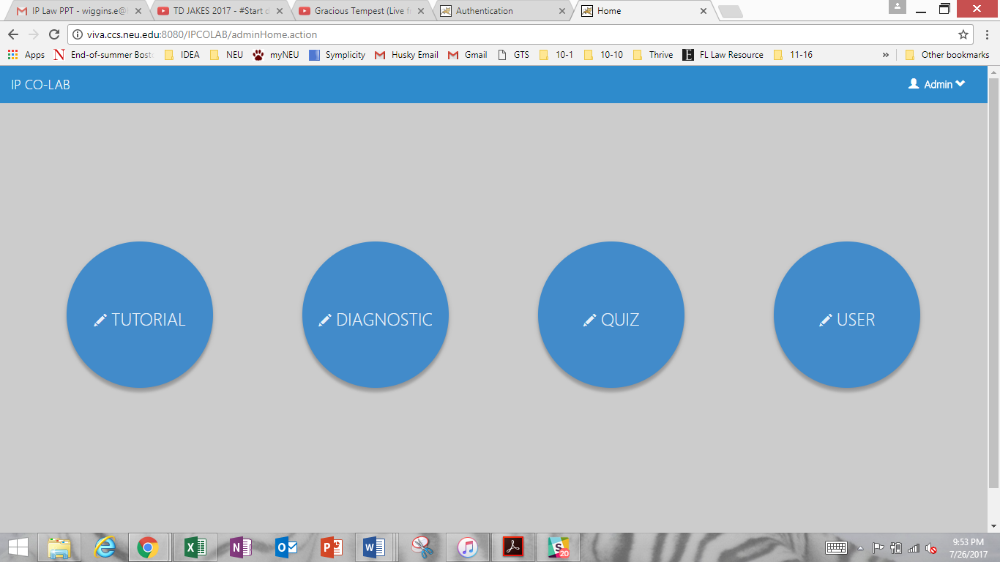 IP Law PPT - wiggins.e@
TD JAKES 2017 - #Start d
Gracious Tempest (Live f
Authentication
Home
viva.ccs.neu.edu:8080/IPCOLAB/adminHome.action
Apps
N End-of-summer Bost
IDEA
NEU
myNEU
Symplicity
Husky Email
Gmail
GTS
10-1
10-10
Thrive
E FL Law Resource
11-16
»
Other bookmarks
IP CO-LAB
Admin
TUTORIAL
DIAGNOSTIC
QUIZ
USER
20
9:53 PM
7/26/2017